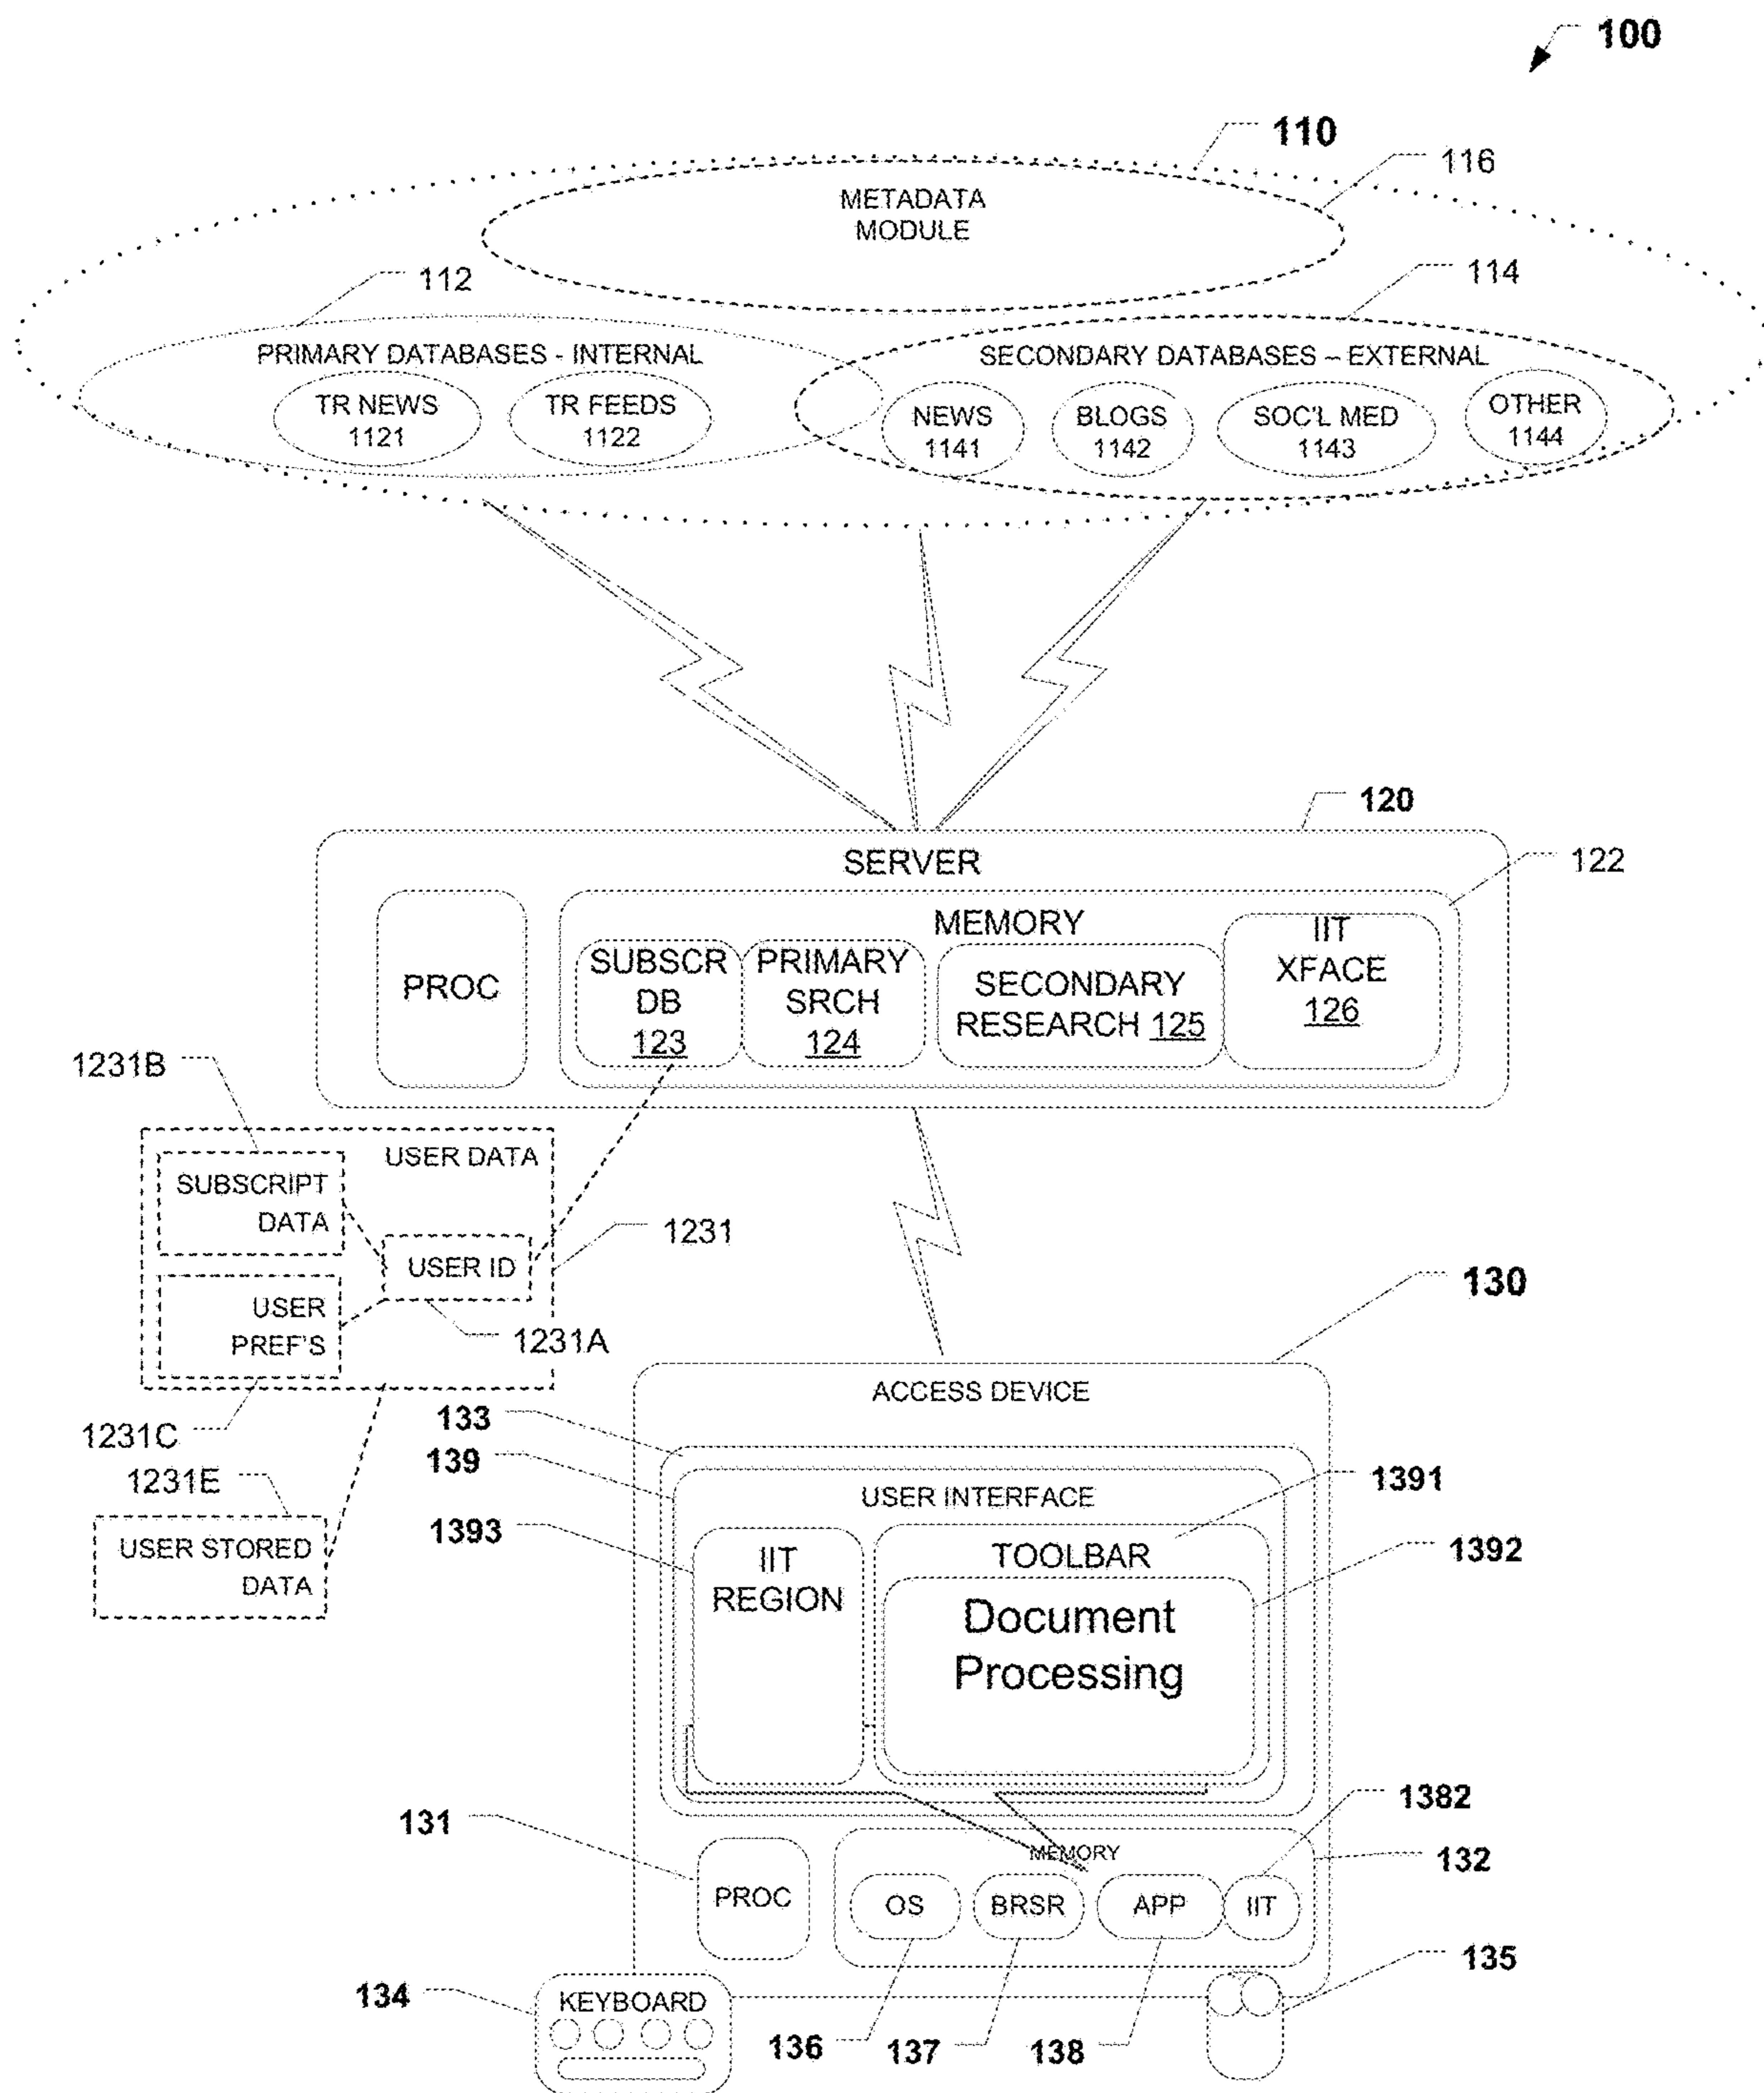 100
110
116
METADATA
MODULE
112
114
PRIMARY DATABASES - INTERNAL
SECONDARY DATABASES – EXTERNAL
TR NEWS
1121
TR FEEDS
1122
NEWS
1141
BLOGS
1142
SOC'L MED
1143
OTHER
1144
120
SERVER
122
PROC
MEMORY
SUBSCR
DB
123
PRIMARY
SRCH
124
SECONDARY
RESEARCH 125
IIT
XFACE
126
1231B
USER DATA
SUBSCRIPT
DATA
1231
USER ID
USER
PREF'S
1231A
1231C
1231E
USER STORED
DATA
130
ACCESS DEVICE
133
139
USER INTERFACE
1391
1393
IIT
REGION
TOOLBAR
1392
Document
Processing
1382
131
MEMORY
132
PROC
OS
BRSR
APP
IIT
135
134
KEYBOARD
136
137
138